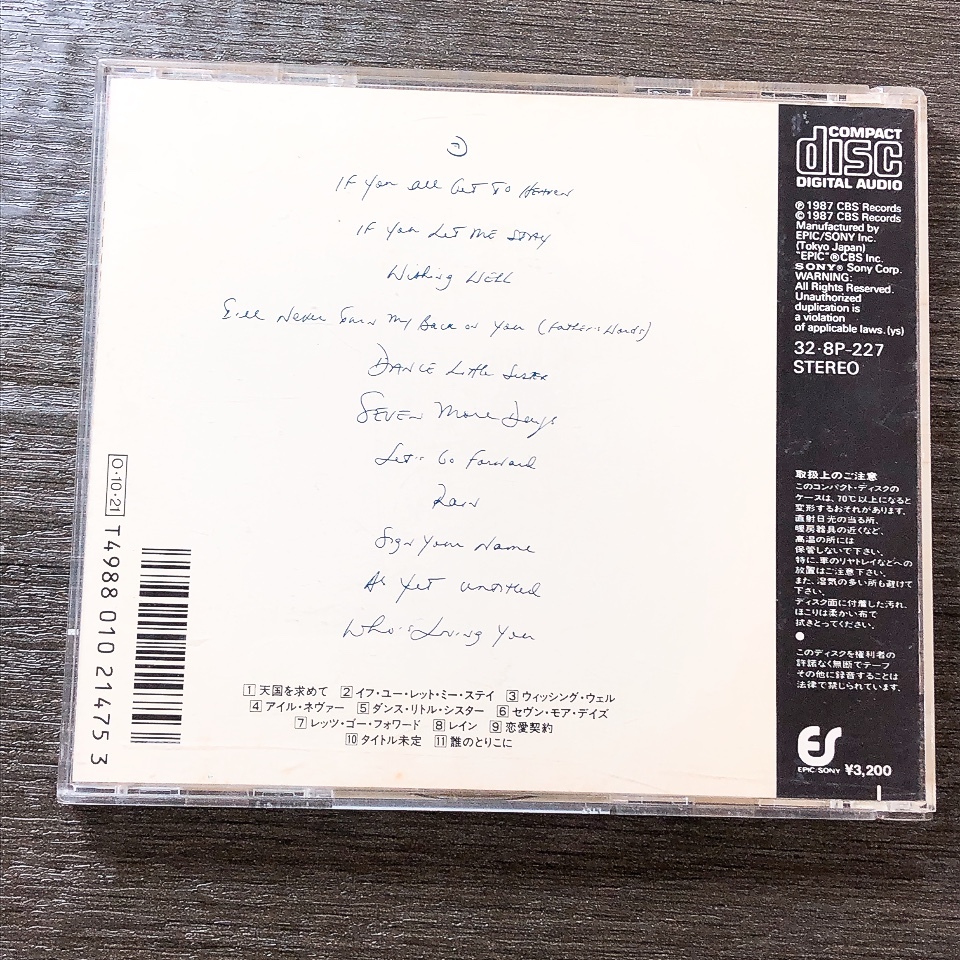 IF You all Get To Heaven
IF You Let Me Stay
Wishing Well
I'll Never Turn My Back on You (Father's Words)
Dance Little Sister
Seven More Days
Let's Go Forward
Rain
Sign Your Name
As Yet Untitled
Who's Loving You
1 天国を求めて 2 イフ・ユー・レット・ミー・ステイ 3 ウィッシング・ウェル
4 アイル・ネヴァー 5 ダンス・リトル・シスター 6 セヴン・モア・デイズ
7 レッツ・ゴー・フォワード 8 レイン 9 恋愛契約
10 タイトル未定 11 誰のとりこに
O·10·21
T4988 010 21475 3
COMPACT
disc
DIGITAL AUDIO
℗ 1987 CBS Records
© 1987 CBS Records
Manufactured by
EPIC/SONY Inc.
(Tokyo Japan)
"EPIC" ® CBS Inc.
SONY® Sony Corp.
WARNING:
All Rights Reserved.
Unauthorized
duplication is
a violation
of applicable laws. (ys)
32·8P-227
STEREO
取扱上のご注意
このコンパクト・ディスクの
ケースは、70℃以上になると
変形するおそれがあります。
直射日光の当る所、
暖房器具の近くなど、
高温の所には
保管しないで下さい。
特に、車のリヤトレイなどへの
放置はご注意下さい。
また、湿気の多い所も避けて
下さい。
ディスク面に付着した汚れ、
ほこりは柔かい布で
拭きとってください。
●
このディスクを権利者の
許諾なく無断でテープ
その他に録音することは
法律で禁じられています。
ES
EPIC/SONY ¥3,200